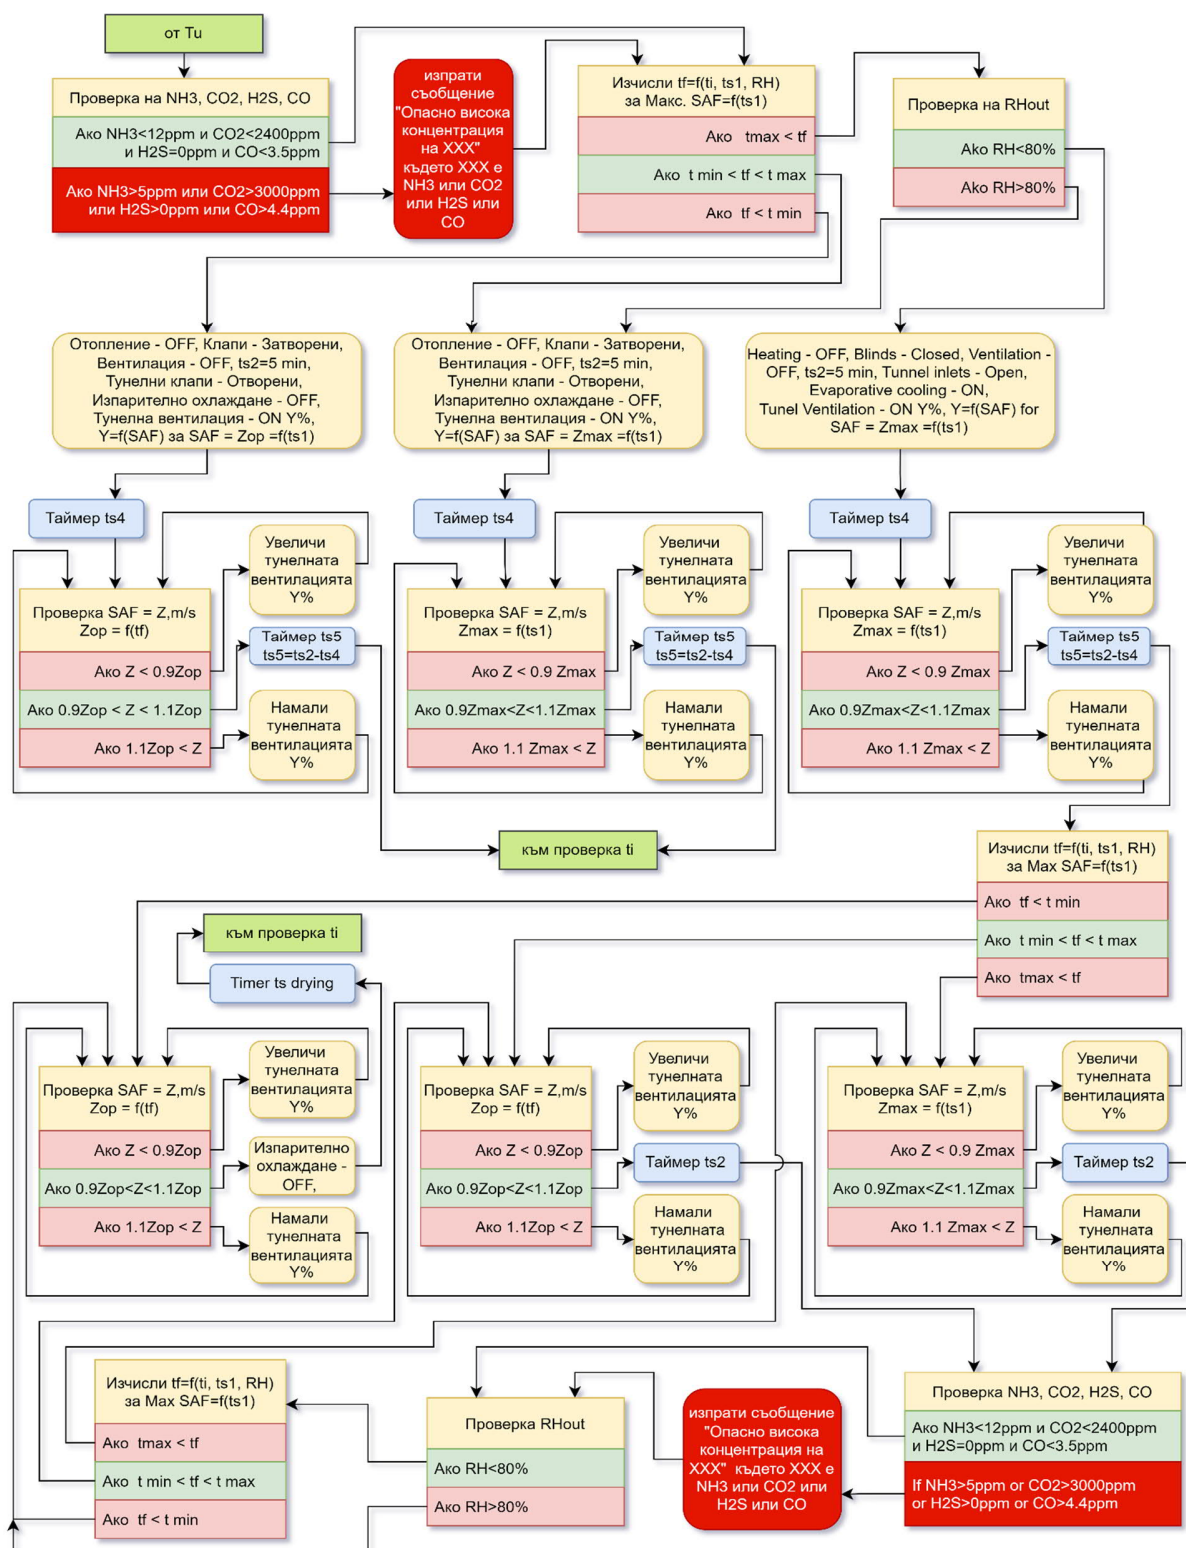 от Tu
Проверка на NH3, CO2, H2S, CO
Ако NH3<12ppm и CO2<2400ppm
и H2S=0ppm и CO<3.5ppm
Ако NH3>5ppm или CO2>3000ppm
или H2S>0ppm или CO>4.4ppm
изпрати
съобщение
"Опасно висока
концентрация
на XXX"
където XXX е
NH3 или CO2
или H2S или
CO
Изчисли tf=f(ti, ts1, RH)
за Макс. SAF=f(ts1)
Ако tmax < tf
Ако t min < tf < t max
Ако tf < t min
Проверка на RHout
Ако RH<80%
Ако RH>80%
Отопление - OFF, Клапи - Затворени,
Вентилация - OFF, ts2=5 min,
Тунелни клапи - Отворени,
Изпарително охлаждане - OFF,
Тунелна вентилация - ON Y%,
Y=f(SAF) за SAF = Zop =f(ts1)
Отопление - OFF, Клапи - Затворени,
Вентилация - OFF, ts2=5 min,
Тунелни клапи - Отворени,
Изпарително охлаждане - OFF,
Тунелна вентилация - ON Y%,
Y=f(SAF) за SAF = Zmax =f(ts1)
Heating - OFF, Blinds - Closed, Ventilation -
OFF, ts2=5 min, Tunnel inlets - Open,
Evaporative cooling - ON,
Tunel Ventilation - ON Y%, Y=f(SAF) for
SAF = Zmax =f(ts1)
Таймер ts4
Проверка SAF = Z,m/s
Zop = f(tf)
Ако Z < 0.9Zop
Ако 0.9Zop < Z < 1.1Zop
Ако 1.1Zop < Z
Увеличи
тунелната
вентилацията
Y%
Таймер ts5
ts5=ts2-ts4
Намали
тунелната
вентилацията
Y%
Таймер ts4
Проверка SAF = Z,m/s
Zmax = f(ts1)
Ако Z < 0.9 Zmax
Ако 0.9Zmax<Z<1.1Zmax
Ако 1.1 Zmax < Z
Увеличи
тунелната
вентилацията
Y%
Таймер ts5
ts5=ts2-ts4
Намали
тунелната
вентилацията
Y%
Таймер ts4
Проверка SAF = Z,m/s
Zmax = f(ts1)
Ако Z < 0.9 Zmax
Ако 0.9Zmax<Z<1.1Zmax
Ако 1.1 Zmax < Z
Увеличи
тунелната
вентилацията
Y%
Таймер ts5
ts5=ts2-ts4
Намали
тунелната
вентилацията
Y%
към проверка ti
Изчисли tf=f(ti, ts1, RH)
за Max SAF=f(ts1)
Ако tf < t min
Ако t min < tf < t max
Ако tmax < tf
към проверка ti
Timer ts drying
Проверка SAF = Z,m/s
Zop = f(tf)
Ако Z < 0.9Zop
Ако 0.9Zop<Z<1.1Zop
Ако 1.1Zop < Z
Увеличи
тунелната
вентилацията
Y%
Изпарително
охлаждане -
OFF,
Намали
тунелната
вентилацията
Y%
Проверка SAF = Z,m/s
Zop = f(tf)
Ако Z < 0.9Zop
Ако 0.9Zop<Z<1.1Zop
Ако 1.1Zop < Z
Увеличи
тунелната
вентилацията
Y%
Таймер ts2
Намали
тунелната
вентилацията
Y%
Проверка SAF = Z,m/s
Zmax = f(ts1)
Ако Z < 0.9 Zmax
Ако 0.9Zmax<Z<1.1Zmax
Ако 1.1 Zmax < Z
Увеличи
тунелната
вентилацията
Y%
Таймер ts2
Намали
тунелната
вентилацията
Y%
Изчисли tf=f(ti, ts1, RH)
за Max SAF=f(ts1)
Ако tmax < tf
Ако t min < tf < t max
Ако tf < t min
Проверка RHout
Ако RH<80%
Ако RH>80%
изпрати съобщение
"Опасно висока
концентрация на
XXX" където XXX е
NH3 или CO2 или
H2S или CO
Проверка NH3, CO2, H2S, CO
Ако NH3<12ppm и CO2<2400ppm
и H2S=0ppm и CO<3.5ppm
If NH3>5ppm or CO2>3000ppm
or H2S>0ppm or CO>4.4ppm